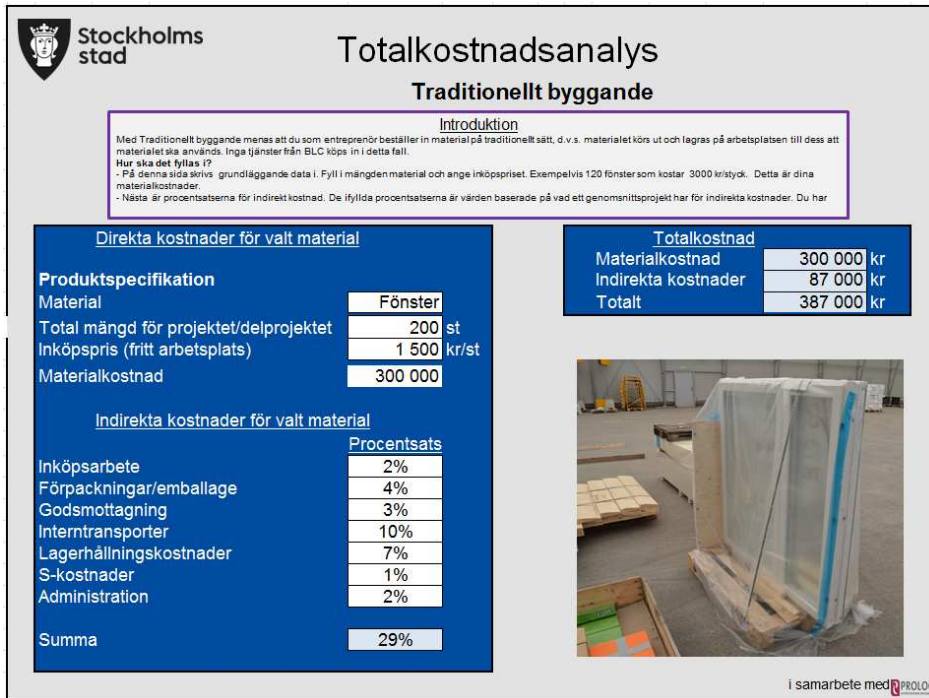 Stockholms
stad
Totalkostnadsanalys
Traditionellt byggande
Introduktion
Med Traditionellt byggande menas att du som entreprenör beställer in material på traditionellt sätt, d.v.s. materialet körs ut och lagras på arbetsplatsen till dess att
materialet ska används. Inga tjänster från BLC köps in i detta fall.
Hur ska det fyllas i?
- På denna sida skrivs grundläggande data i. Fyll i mängden material och ange inköpspriset. Exempelvis 120 fönster som kostar 3000 kr/styck. Detta är dina
materialkostnader.
- Nästa är procentsatserna för indirekt kostnad. De ifyllda procentsatserna är värden baserade på vad ett genomsnittsprojekt har för indirekta kostnader. Du har
Direkta kostnader för valt material
Produktspecifikation
Material Fönster
Total mängd för projektet/delprojektet 200 st
Inköpspris (fritt arbetsplats) 1 500 kr/st
Materialkostnad 300 000
Indirekta kostnader för valt material
Procentsats
Inköpsarbete 2%
Förpackningar/emballage 4%
Godsmottagning 3%
Interntransporter 10%
Lagerhållningskostnader 7%
S-kostnader 1%
Administration 2%
Summa 29%
Totalkostnad
Materialkostnad 300 000 kr
Indirekta kostnader 87 000 kr
Totalt 387 000 kr
i samarbete med PROLOG